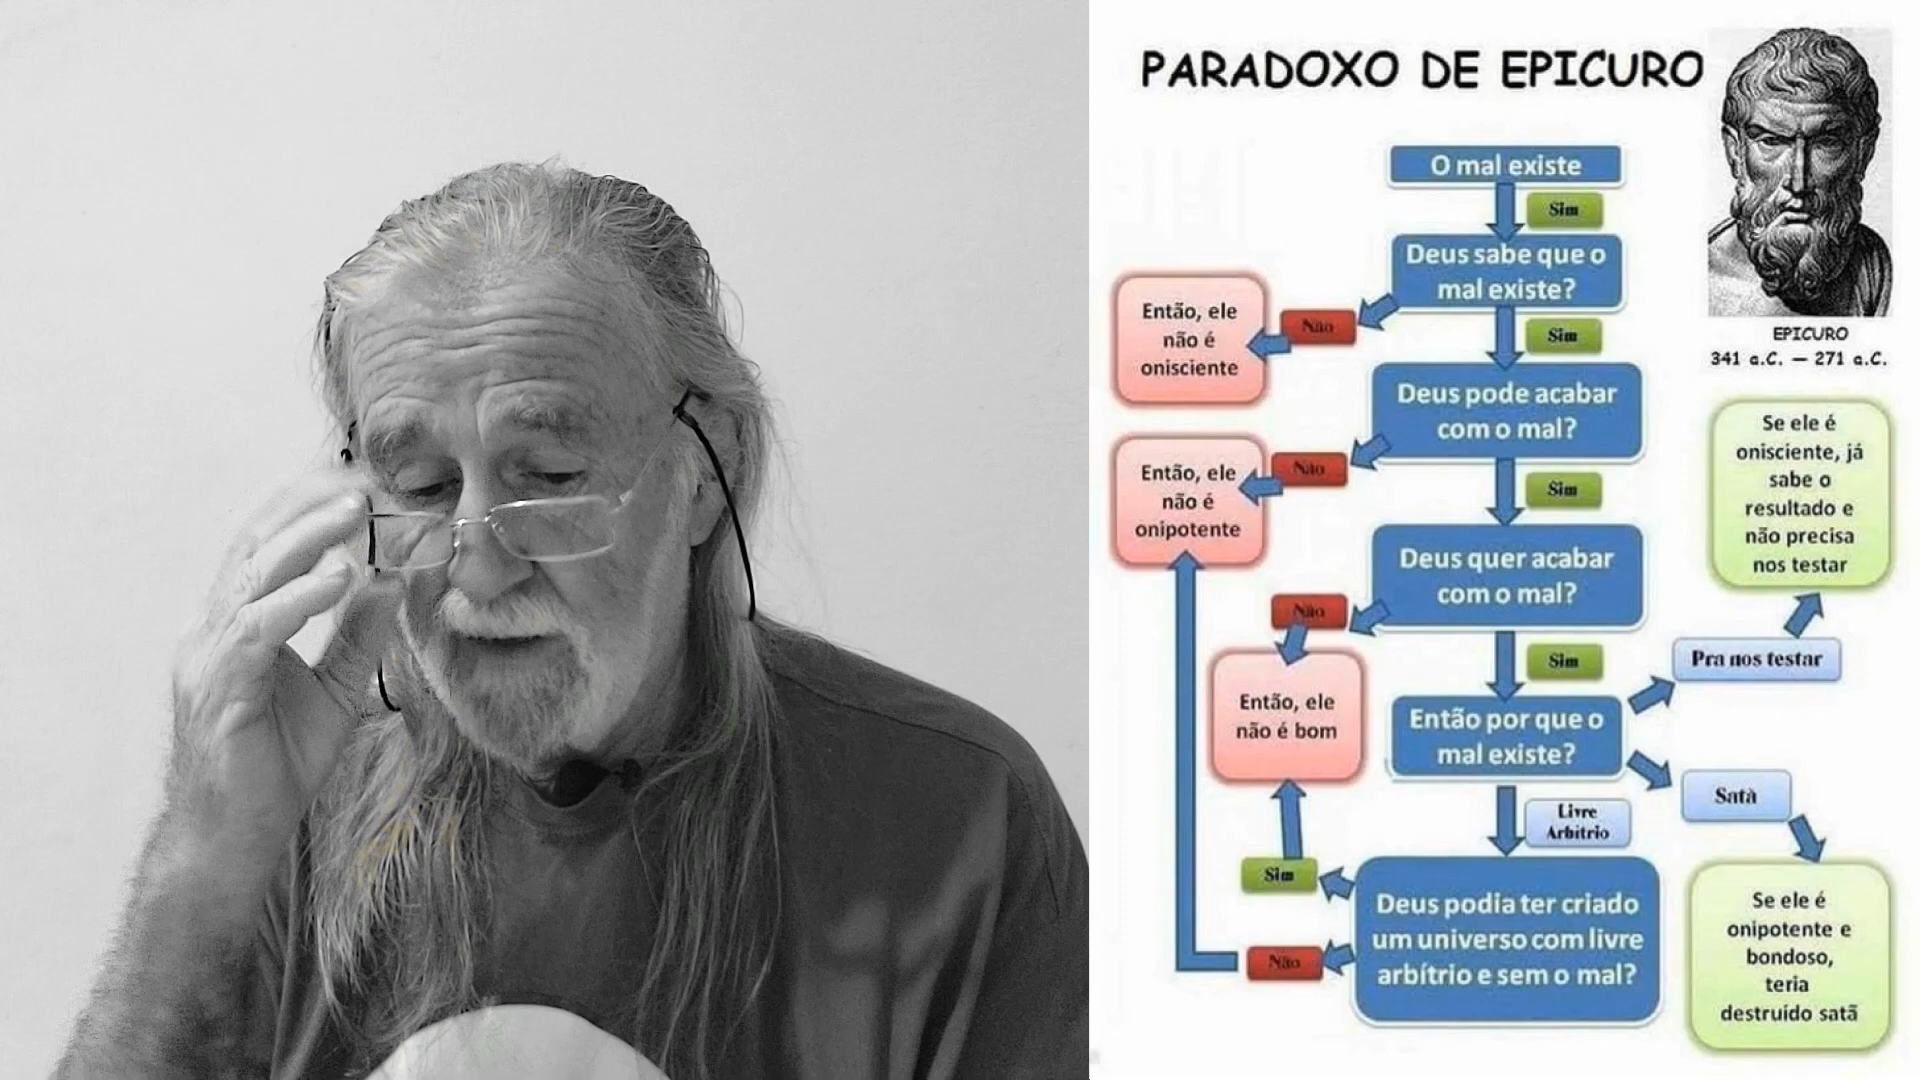 PARADOXO DE EPICURO
O mal existe
Sim
Deus sabe que o
mal existe?
Não
Então, ele
não é
onisciente
Sim
EPICURO
341 a.C. — 271 a.C.
Deus pode acabar
com o mal?
Não
Então, ele
não é
onipotente
Sim
Deus quer acabar
com o mal?
Não
Então, ele
não é bom
Sim
Então por que o
mal existe?
Pra nos testar
Se ele é
onisciente, já
sabe o
resultado e
não precisa
nos testar
Satã
Se ele é
onipotente e
bondoso,
teria
destruído satã
Livre
Arbítrio
Deus podia ter criado
um universo com livre
arbítrio e sem o mal?
Sim
Não